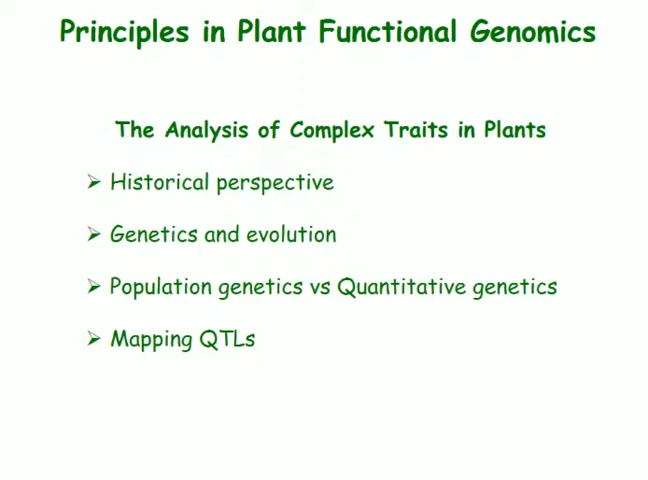 Principles in Plant Functional Genomics
The Analysis of Complex Traits in Plants
➢ Historical perspective
➢ Genetics and evolution
➢ Population genetics vs Quantitative genetics
➢ Mapping QTLs